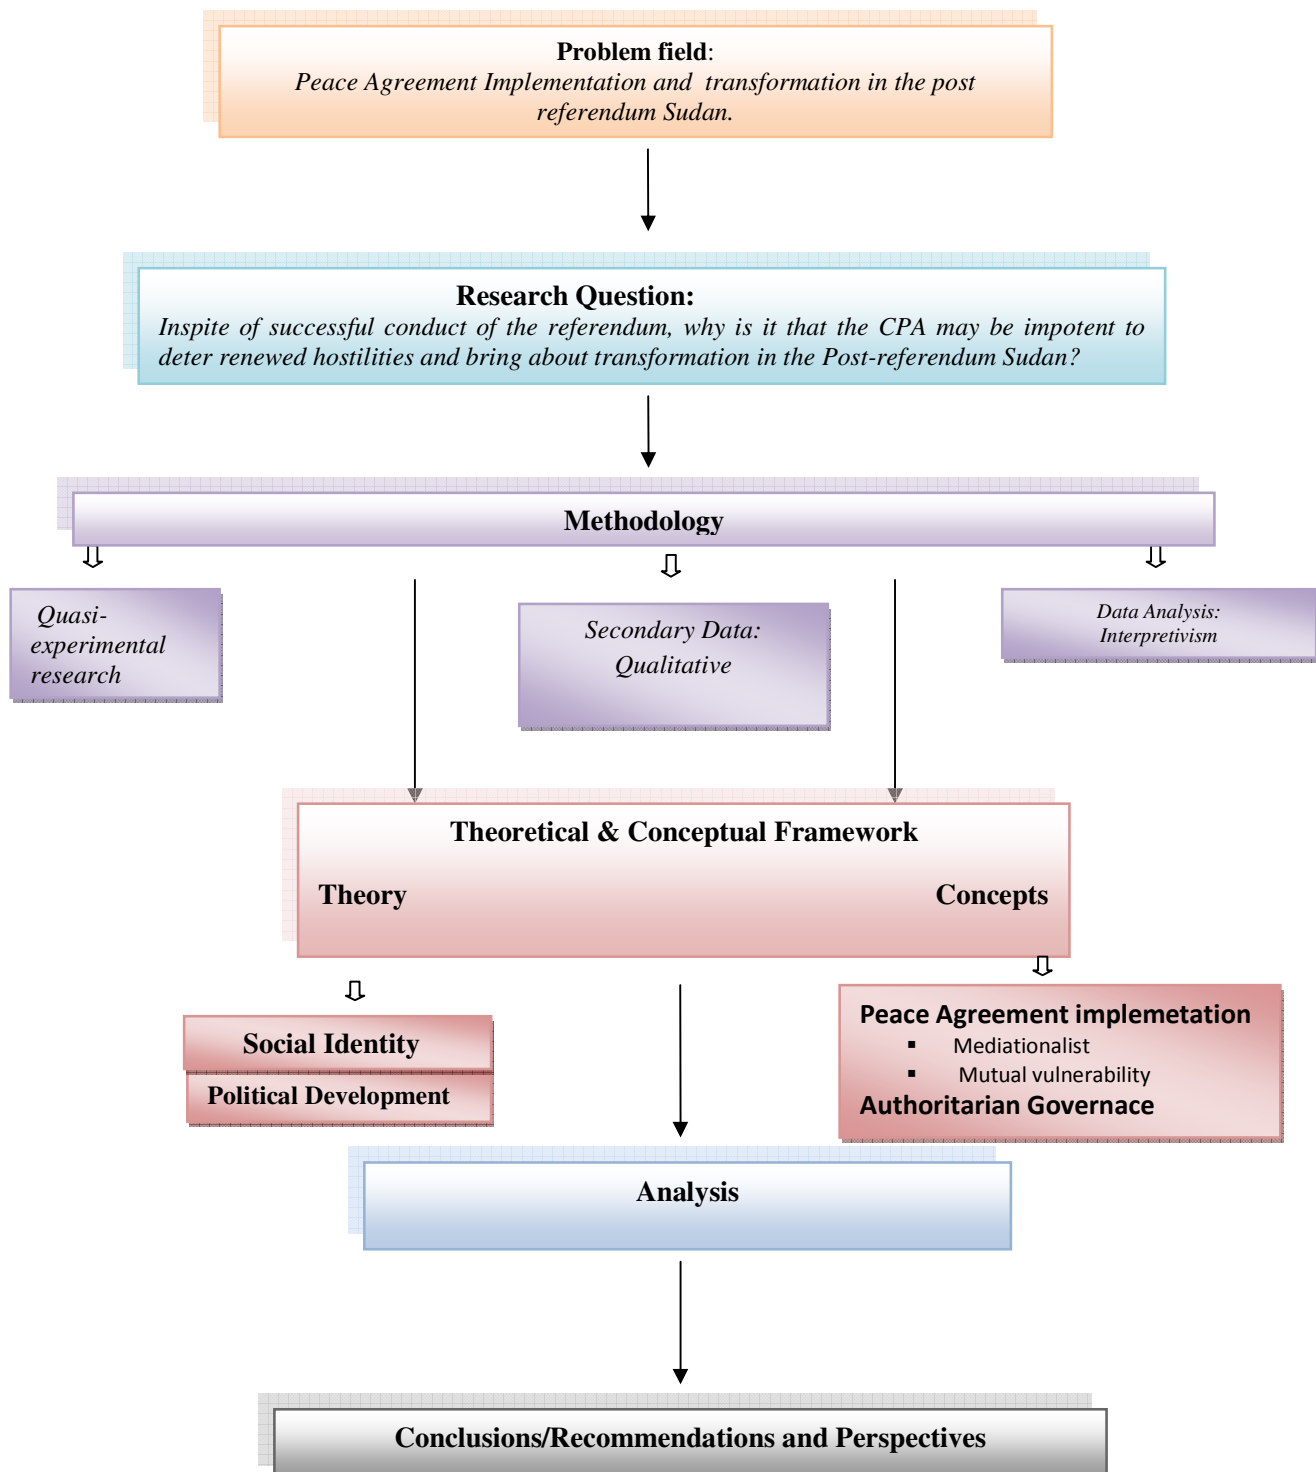 Problem field:
Peace Agreement Implementation and transformation in the post
referendum Sudan.
Research Question:
Inspite of successful conduct of the referendum, why is it that the CPA may be impotent to
deter renewed hostilities and bring about transformation in the Post-referendum Sudan?
Methodology
Quasi-
experimental
research
Secondary Data:
Qualitative
Data Analysis:
Interpretivism
Theoretical & Conceptual Framework
Theory Concepts
Social Identity
Political Development
Peace Agreement implemetation
▪ Mediationalist
▪ Mutual vulnerability
Authoritarian Governace
Analysis
Conclusions/Recommendations and Perspectives